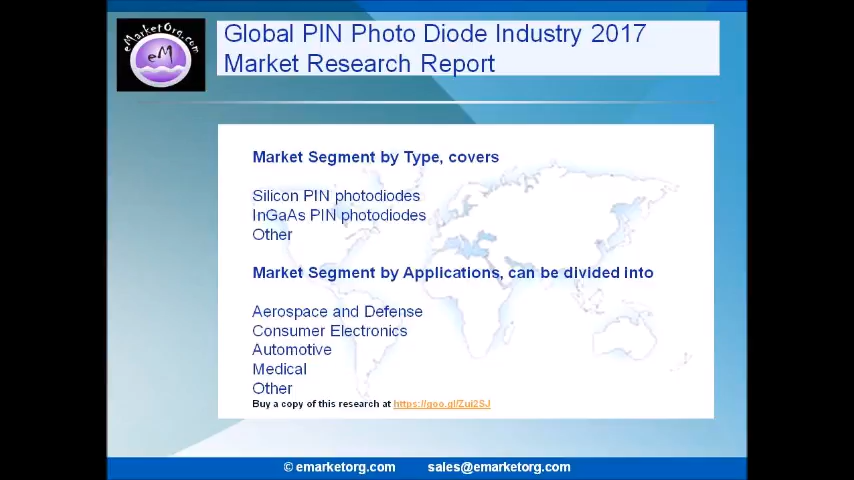 eMarketOrg.com
eM
Global PIN Photo Diode Industry 2017
Market Research Report
Market Segment by Type, covers
Silicon PIN photodiodes
InGaAs PIN photodiodes
Other
Market Segment by Applications, can be divided into
Aerospace and Defense
Consumer Electronics
Automotive
Medical
Other
Buy a copy of this research at https://goo.gl/Zui2SJ
© emarketorg.com sales@emarketorg.com